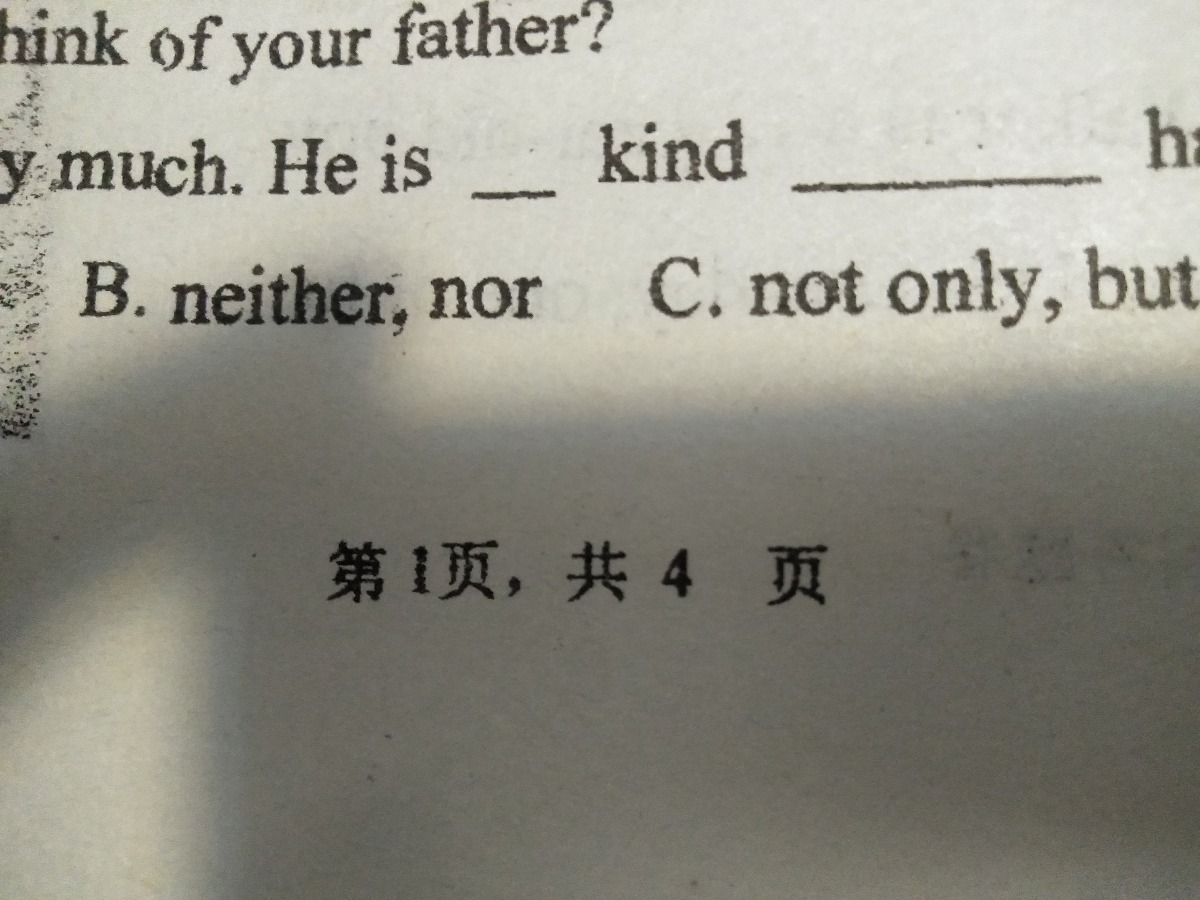 hink of your father?
y much. He is __ kind ________ ha
B. neither, nor C. not only, but
第1页，共 4 页